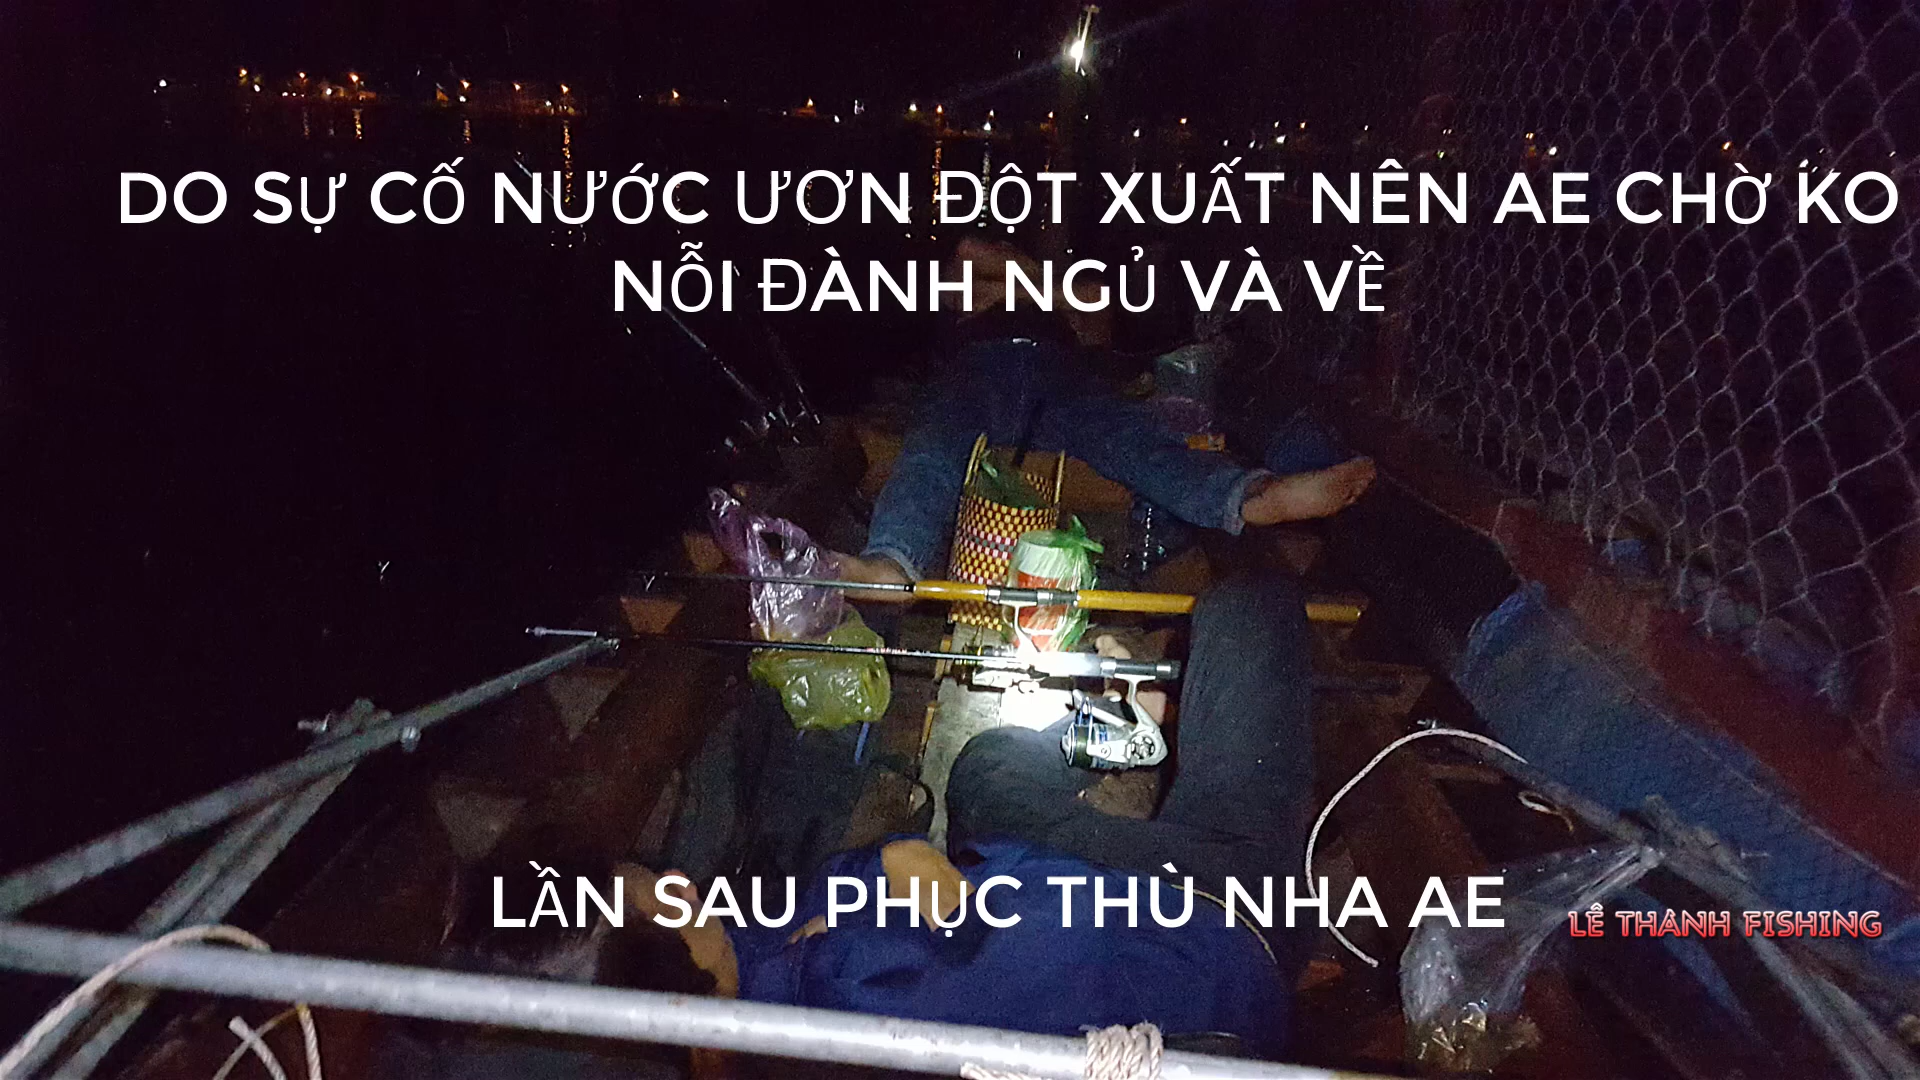 DO SỰ CỐ NƯỚC ƯƠN ĐỘT XUẤT NÊN AE CHỜ KO
NỖI ĐÀNH NGỦ VÀ VỀ
LẦN SAU PHỤC THÙ NHA AE
LÊ THÀNH FISHING